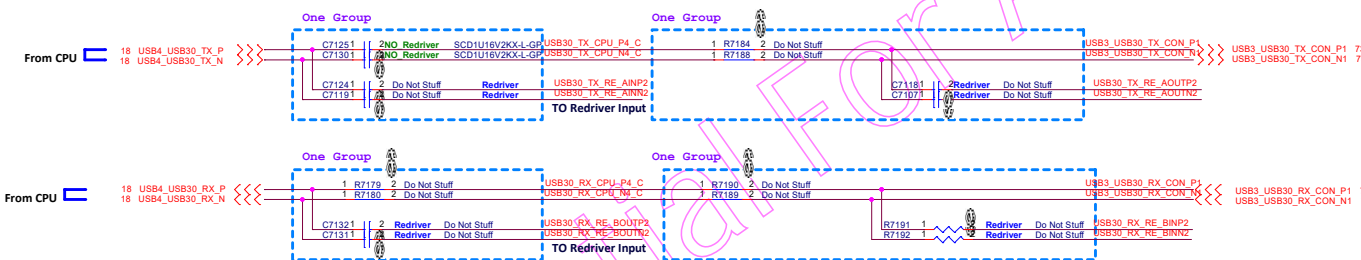 One Group
One Group
C7125 1 2 NO_Redriver SCD1U16V2KX-L-GP USB30_TX_CPU_P4_C 1 R7184 2 Do Not Stuff USB3_USB30_TX_CON_P1
From CPU 18 USB4_USB30_TX_P USB3_USB30_TX_CON_P1 7
18 USB4_USB30_TX_N C7130 1 2 NO_Redriver SCD1U16V2KX-L-GP USB30_TX_CPU_N4_C 1 R7188 2 Do Not Stuff USB3_USB30_TX_CON_N1 USB3_USB30_TX_CON_N1 7
C7124 1 2 Do Not Stuff Redriver USB30_TX_RE_AINP2 C7118 1 2 Redriver Do Not Stuff USB30_TX_RE_AOUTP2
C7119 1 2 Do Not Stuff Redriver USB30_TX_RE_AINN2 C7107 1 2 Redriver Do Not Stuff USB30_TX_RE_AOUTN2
TO Redriver Input
One Group
One Group
18 USB4_USB30_RX_P 1 R7179 2 Do Not Stuff USB30_RX_CPU_P4_C 1 R7190 2 Do Not Stuff USB3_USB30_RX_CON_P1 USB3_USB30_RX_CON_P1
From CPU 18 USB4_USB30_RX_N 1 R7180 2 Do Not Stuff USB30_RX_CPU_N4_C 1 R7189 2 Do Not Stuff USB3_USB30_RX_CON_N1 USB3_USB30_RX_CON_N1
C7132 1 2 Redriver Do Not Stuff USB30_RX_RE_BOUTP2 R7191 1 2 Redriver Do Not Stuff USB30_RX_RE_BINP2
C7131 1 2 Redriver Do Not Stuff USB30_RX_RE_BOUTN2 R7192 1 2 Redriver Do Not Stuff USB30_RX_RE_BINN2
TO Redriver Input